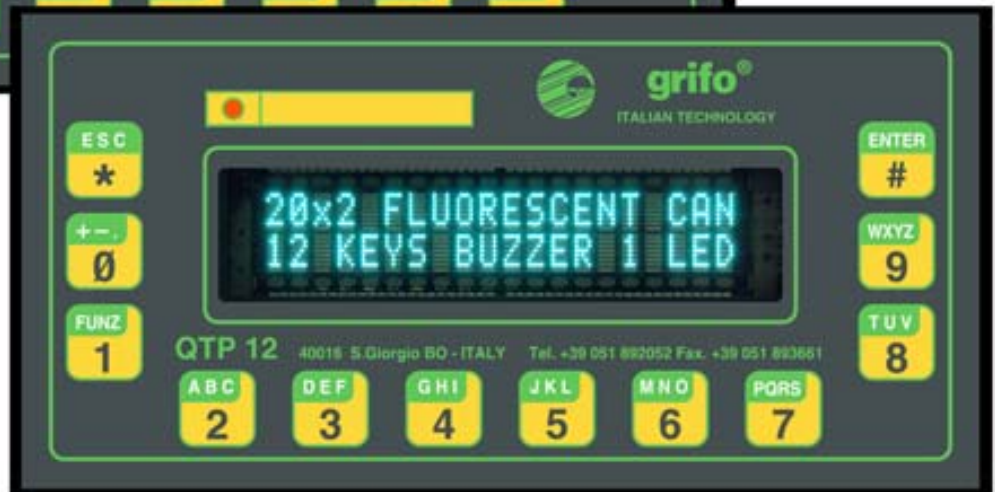 grifo®
ITALIAN TECHNOLOGY
ESC
*
ENTER
#
20x2 FLUORESCENT CAN
12 KEYS BUZZER 1 LED
+-.
0
WXYZ
9
FUNZ
1
TUV
8
QTP 12 40016 S.Giorgio BO - ITALY Tel. +39 051 892052 Fax. +39 051 893661
ABC
2
DEF
3
GHI
4
JKL
5
MNO
6
PQRS
7